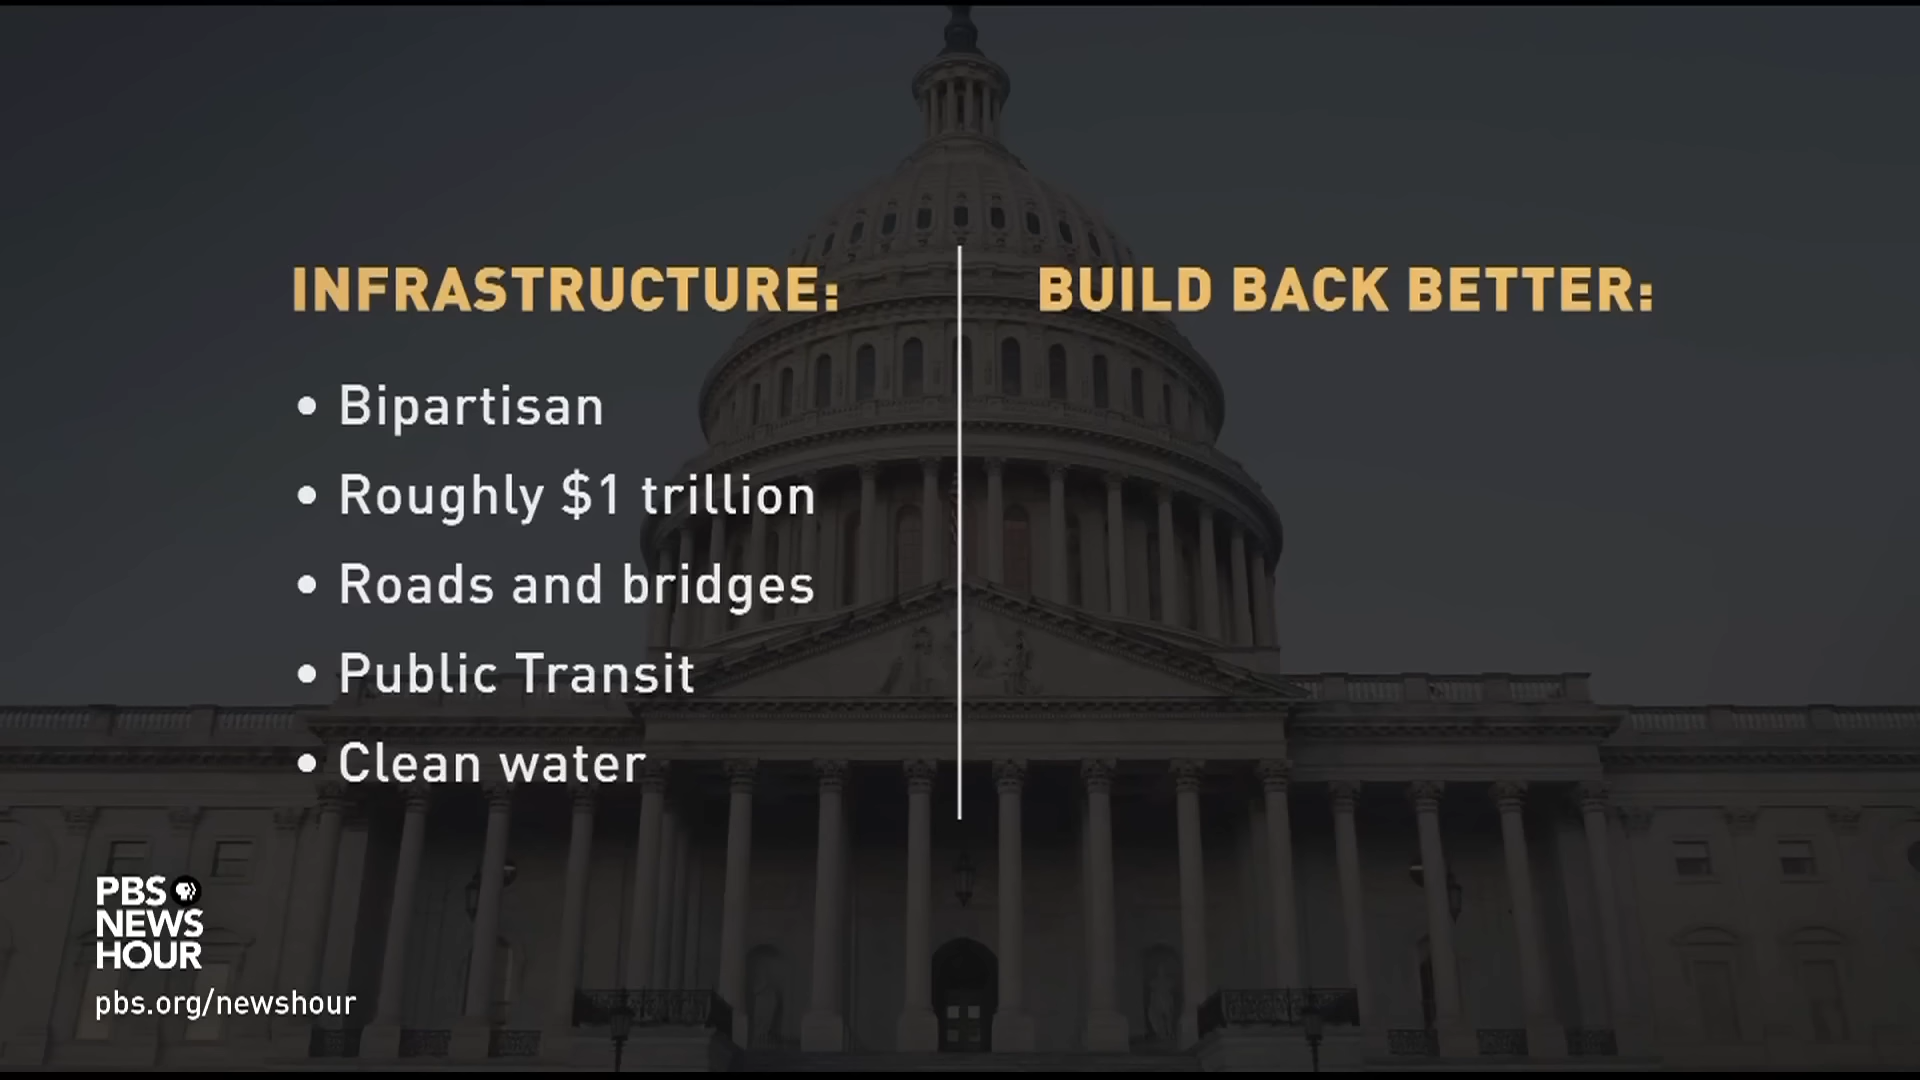 INFRASTRUCTURE:
• Bipartisan
• Roughly $1 trillion
• Roads and bridges
• Public Transit
• Clean water
BUILD BACK BETTER:
PBS
NEWS
HOUR
pbs.org/newshour